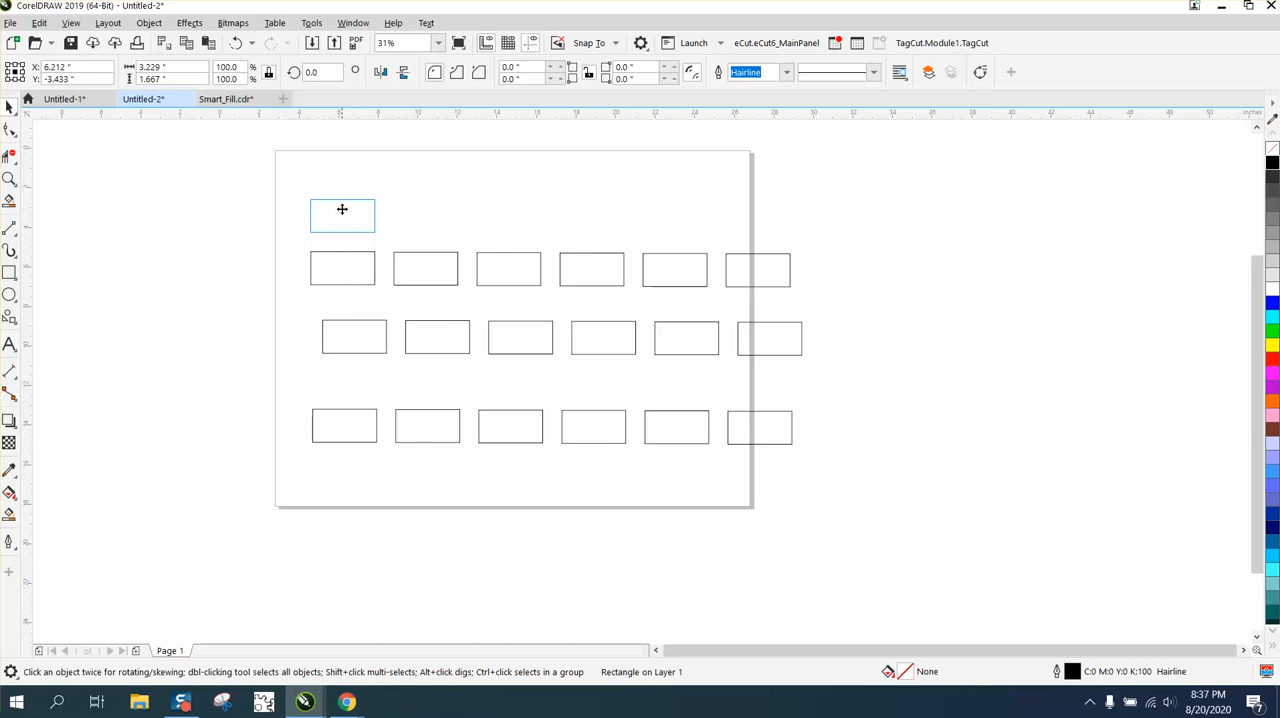 CorelDRAW 2019 (64-Bit) - Untitled-2*
File Edit View Layout Object Effects Bitmaps Table Tools Window Help Text
PDF 31% Snap To Launch eCut.eCut6_MainPanel TagCut.Module1.TagCut
X: 6.212 " 3.229 " 100.0 % 0.0 0.0 " 0.0 " Hairline
Y: -3.433 " 1.667 " 100.0 % 0.0 " 0.0 "
Untitled-1* Untitled-2* Smart_Fill.cdr*
inches
1 of 1 Page 1
Click an object twice for rotating/skewing; dbl-clicking tool selects all objects; Shift+click multi-selects; Alt+click digs; Ctrl+click selects in a group Rectangle on Layer 1 None C:0 M:0 Y:0 K:100 Hairline
8:37 PM
8/20/2020
7